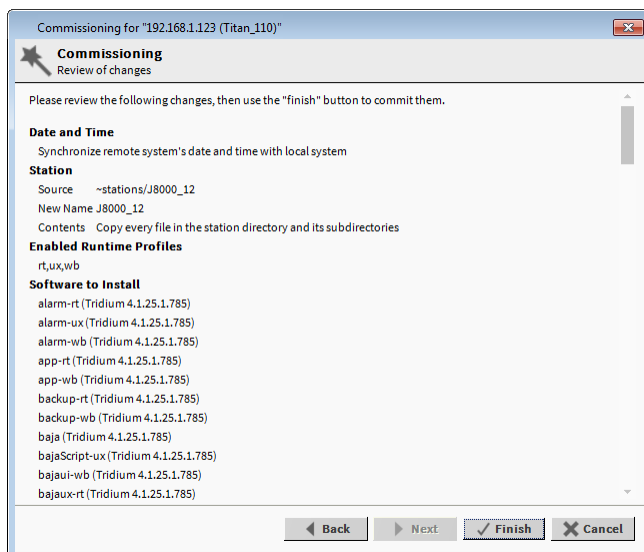 Commissioning for "192.168.1.123 (Titan_110)"
Commissioning
Review of changes
Please review the following changes, then use the "finish" button to commit them.
Date and Time
Synchronize remote system's date and time with local system
Station
Source ~stations/J8000_12
New Name J8000_12
Contents Copy every file in the station directory and its subdirectories
Enabled Runtime Profiles
rt,ux,wb
Software to Install
alarm-rt (Tridium 4.1.25.1.785)
alarm-ux (Tridium 4.1.25.1.785)
alarm-wb (Tridium 4.1.25.1.785)
app-rt (Tridium 4.1.25.1.785)
app-wb (Tridium 4.1.25.1.785)
backup-rt (Tridium 4.1.25.1.785)
backup-wb (Tridium 4.1.25.1.785)
baja (Tridium 4.1.25.1.785)
bajaScript-ux (Tridium 4.1.25.1.785)
bajaui-wb (Tridium 4.1.25.1.785)
bajaux-rt (Tridium 4.1.25.1.785)
Back Next Finish Cancel